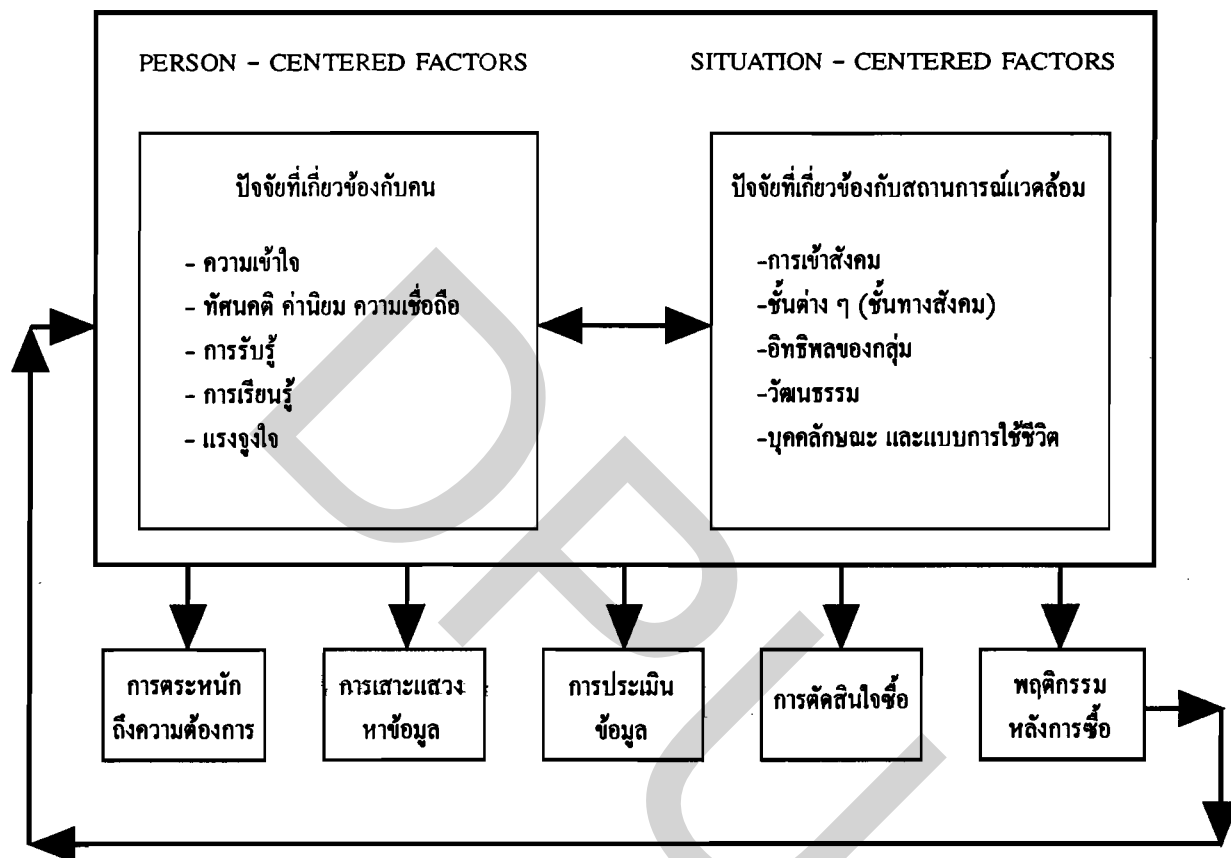 PERSON - CENTERED FACTORS
SITUATION - CENTERED FACTORS
ปัจจัยที่เกี่ยวข้องกับคน
- ความเข้าใจ
- ทัศนคติ ค่านิยม ความเชื่อถือ
- การรับรู้
- การเรียนรู้
- แรงจูงใจ
ปัจจัยที่เกี่ยวข้องกับสถานการณ์แวดล้อม
-การเข้าสังคม
-ชั้นต่าง ๆ (ชั้นทางสังคม)
-อิทธิพลของกลุ่ม
-วัฒนธรรม
-บุคคลักษณะ และแบบการใช้ชีวิต
การตระหนัก
ถึงความต้องการ
การเสาะแสวง
หาข้อมูล
การประเมิน
ข้อมูล
การตัดสินใจซื้อ
พฤติกรรม
หลังการซื้อ
DPU